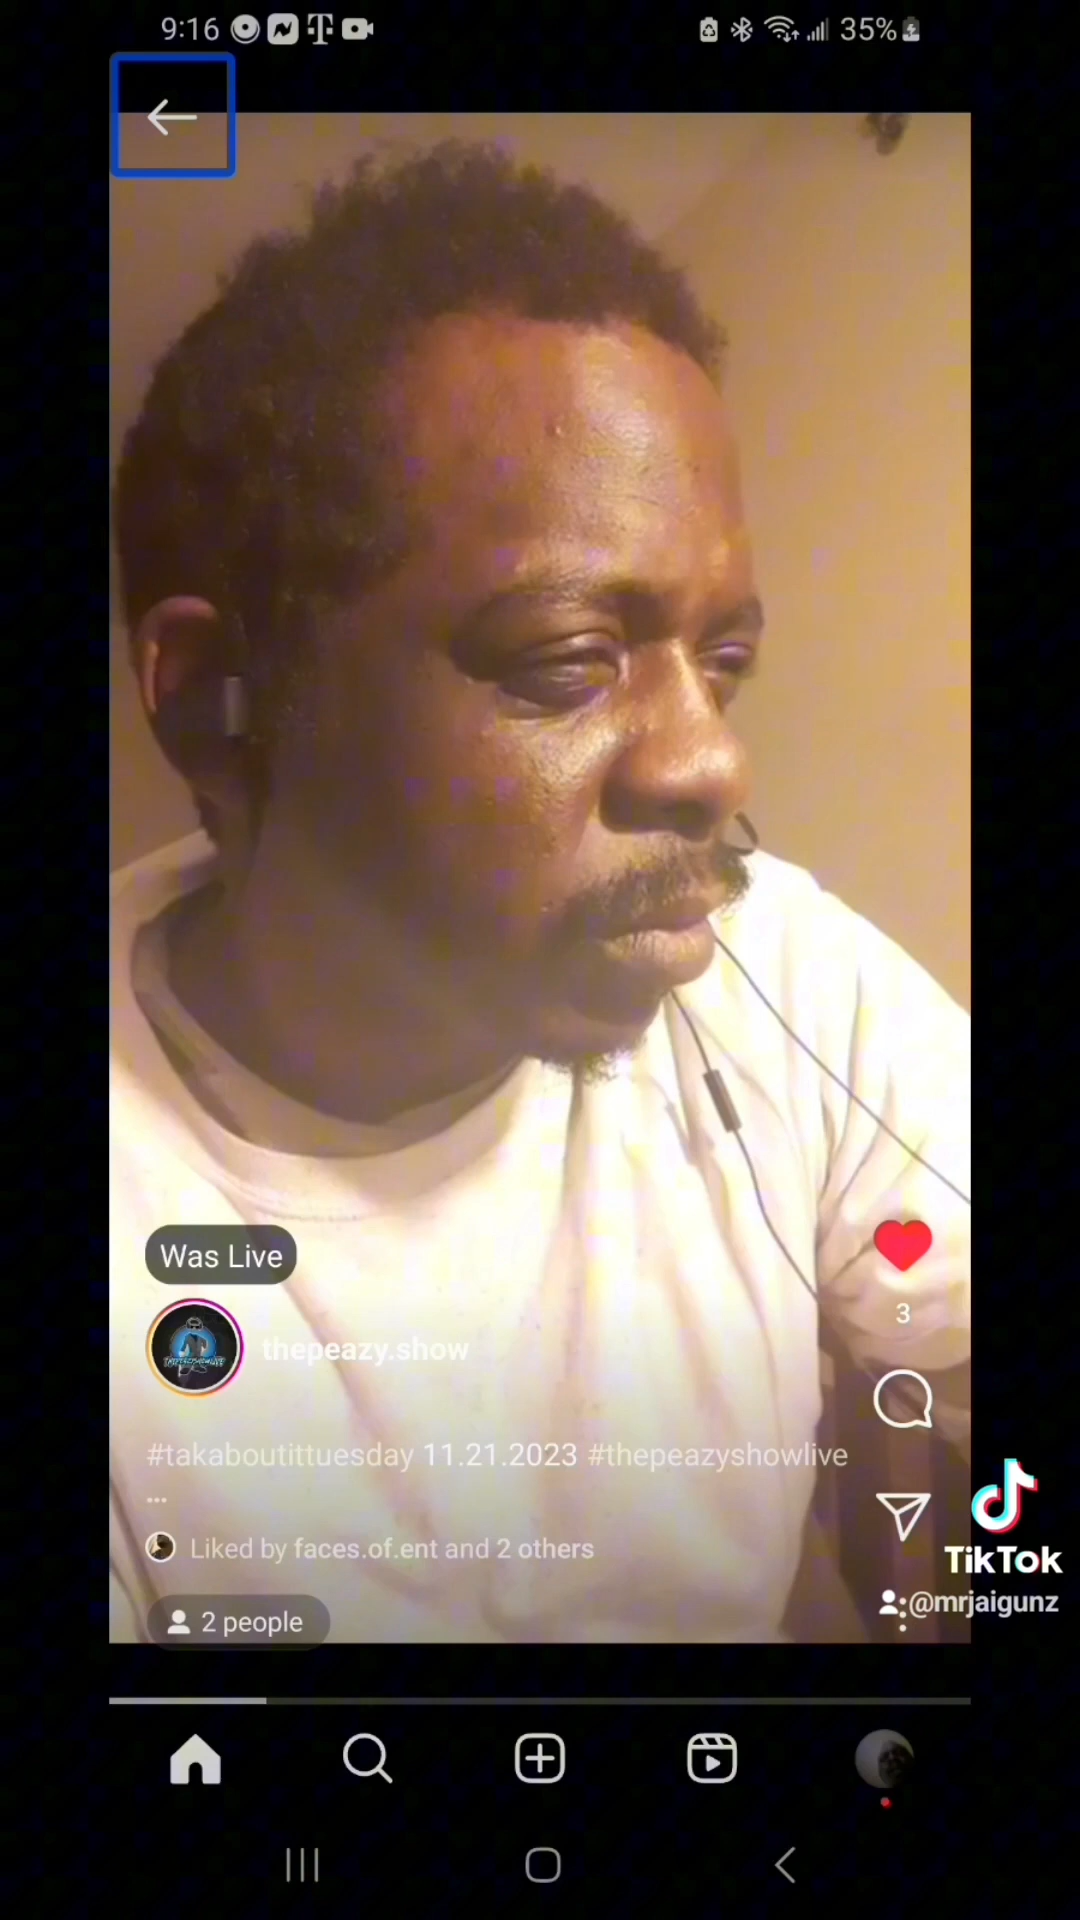 9:16
35%
Was Live
thepeazy.show
#takaboutittuesday 11.21.2023 #thepeazyshowlive
...
Liked by faces.of.ent and 2 others
2 people
3
TikTok
@mrjaigunz